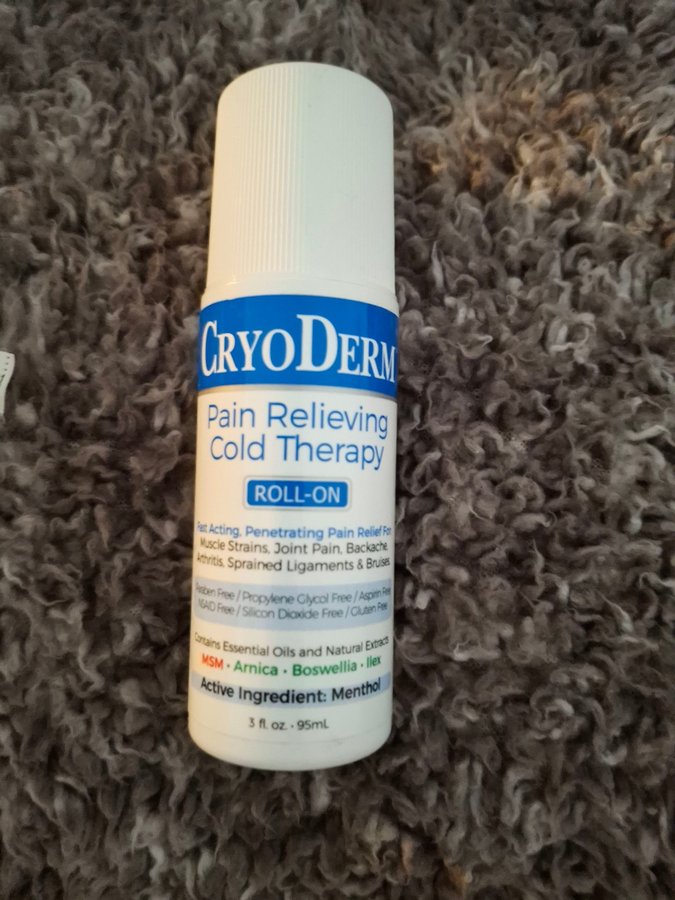 CRYODERM
Pain Relieving
Cold Therapy
ROLL-ON
Fast Acting, Penetrating Pain Relief For
Muscle Strains, Joint Pain, Backache,
Arthritis, Sprained Ligaments & Bruises.
Paraben Free / Propylene Glycol Free / Aspirin Free
NSAID Free / Silicon Dioxide Free / Gluten Free
Contains Essential Oils and Natural Extracts
MSM • Arnica • Boswellia • Ilex
Active Ingredient: Menthol
3 fl. oz. • 95mL